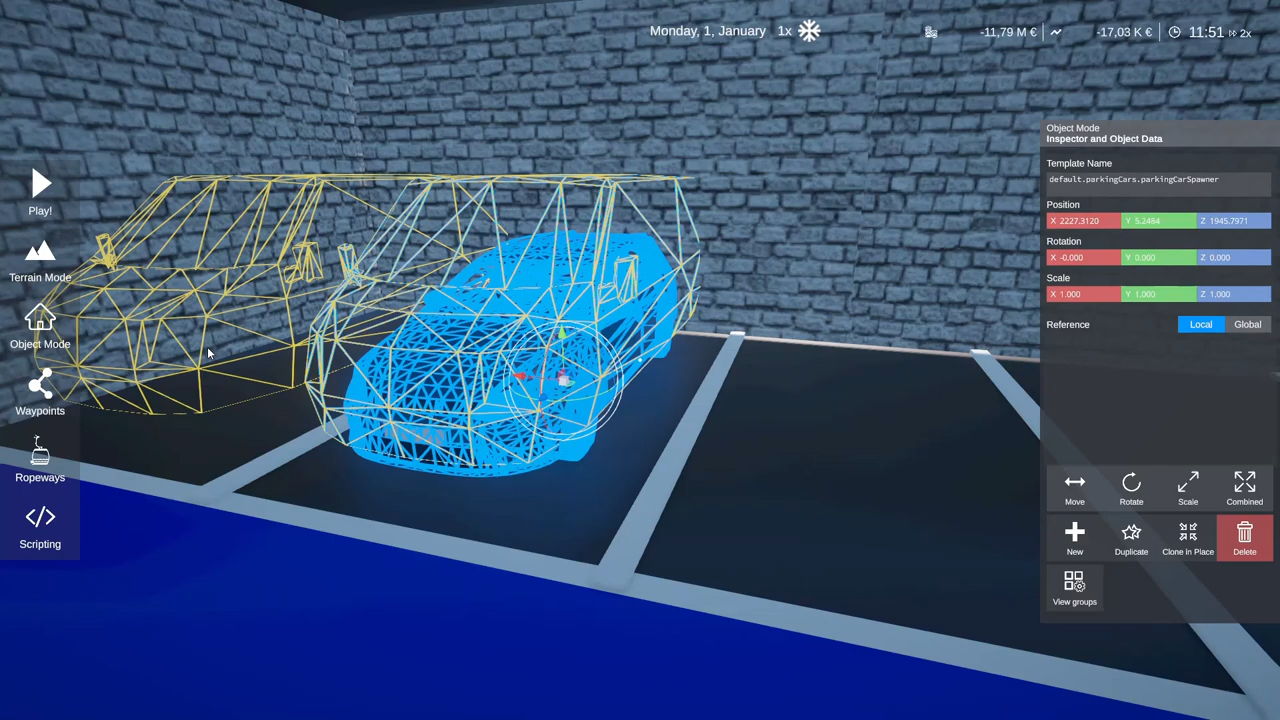 Monday, 1, January 1x
-11,79 M € -17,03 K € 11:51 2x
Play!
Terrain Mode
Object Mode
Waypoints
Ropeways
Scripting
Object Mode
Inspector and Object Data
Template Name
default.parkingCars.parkingCarSpawner
Position
X 2227.3120 Y 5.2484 Z 1945.7971
Rotation
X -0.000 Y 0.000 Z 0.000
Scale
X 1.000 Y 1.000 Z 1.000
Reference Local Global
Move Rotate Scale Combined
New Duplicate Clone in Place Delete
View groups